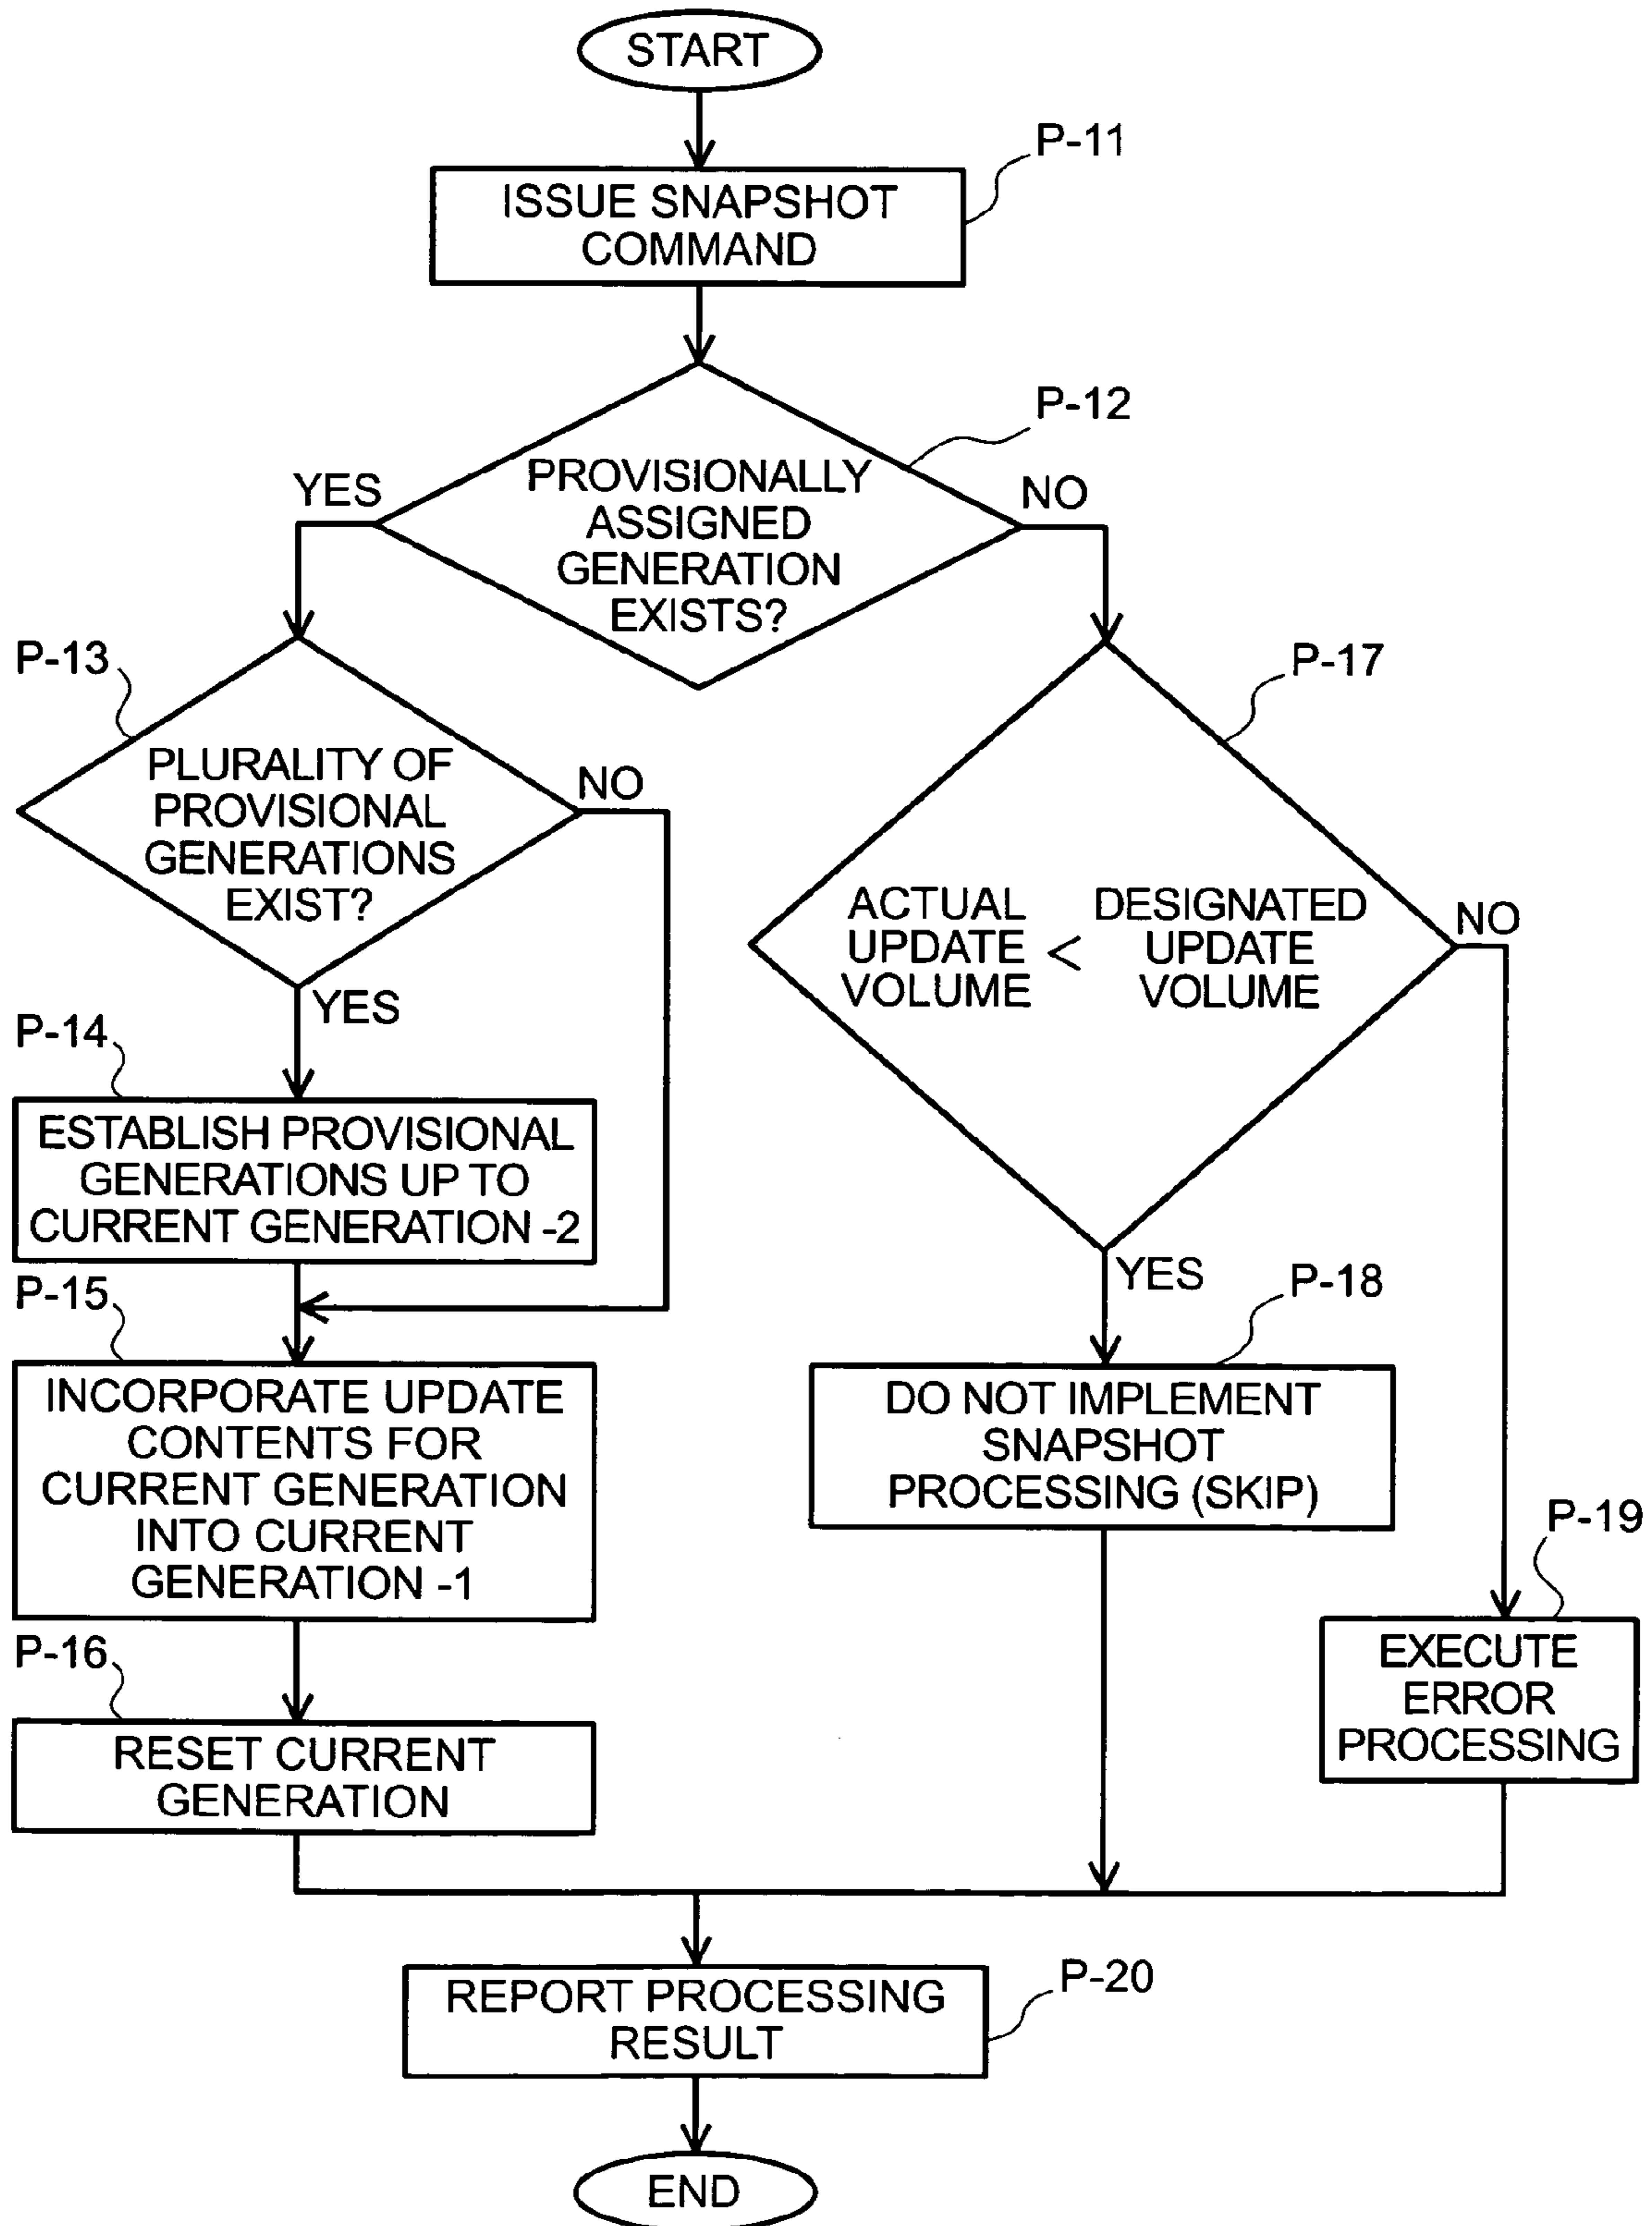 START
P-11
ISSUE SNAPSHOT
COMMAND
P-12
YES
PROVISIONALLY
ASSIGNED
GENERATION
EXISTS?
NO
P-13
PLURALITY OF
PROVISIONAL
GENERATIONS
EXIST?
NO
YES
P-17
ACTUAL
UPDATE
VOLUME
<
DESIGNATED
UPDATE
VOLUME
NO
YES
P-14
ESTABLISH PROVISIONAL
GENERATIONS UP TO
CURRENT GENERATION -2
P-15
INCORPORATE UPDATE
CONTENTS FOR
CURRENT GENERATION
INTO CURRENT
GENERATION -1
P-18
DO NOT IMPLEMENT
SNAPSHOT
PROCESSING (SKIP)
P-19
EXECUTE
ERROR
PROCESSING
P-16
RESET CURRENT
GENERATION
P-20
REPORT PROCESSING
RESULT
END